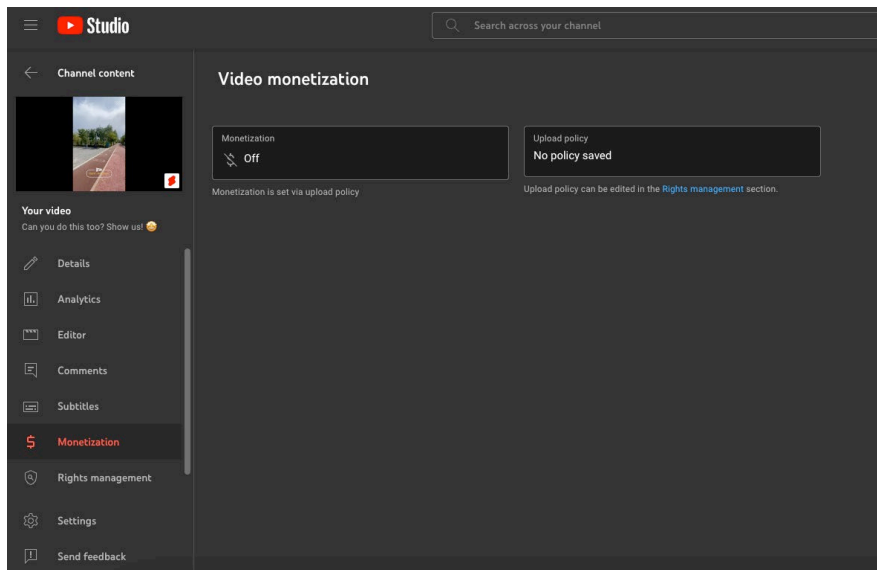 Studio
Search across your channel
Channel content
Your video
Can you do this too? Show us! 🤩
Details
Analytics
Editor
Comments
Subtitles
Monetization
Rights management
Settings
Send feedback
Video monetization
Monetization
Off
Monetization is set via upload policy
Upload policy
No policy saved
Upload policy can be edited in the Rights management section.